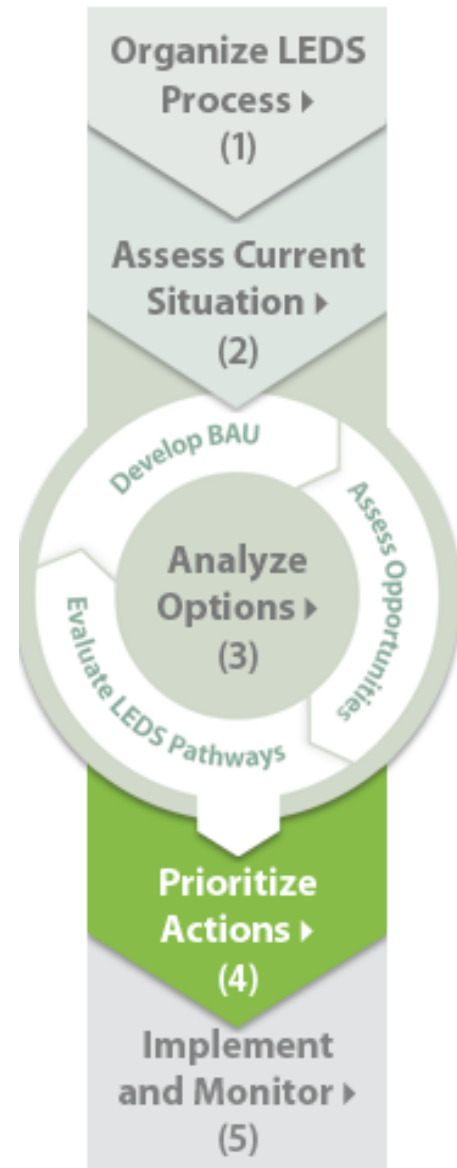 Organize LEDS
Process ▸
(1)
Assess Current
Situation ▸
(2)
Develop BAU
Assess Opportunities
Evaluate LEDS Pathways
Analyze
Options ▸
(3)
Prioritize
Actions ▸
(4)
Implement
and Monitor ▸
(5)